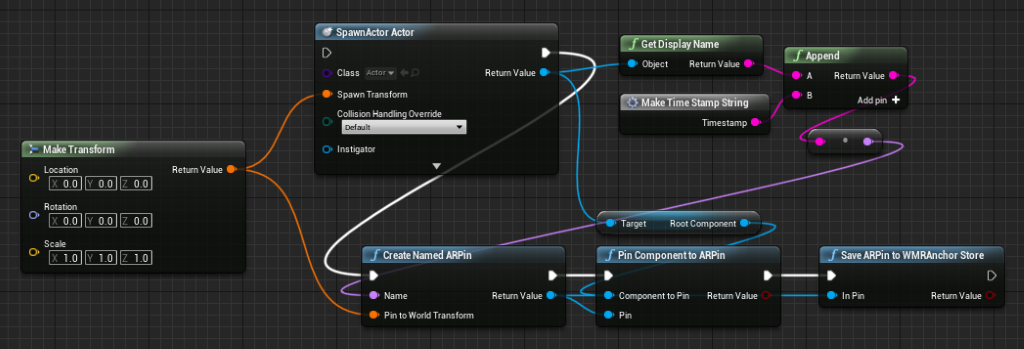 SpawnActor Actor
Class Actor
Return Value
Spawn Transform
Collision Handling Override
Default
Instigator
Get Display Name
Object Return Value
Make Time Stamp String
Timestamp
Append
A Return Value
B
Add pin +
Make Transform
Location Return Value
X 0.0 Y 0.0 Z 0.0
Rotation
X 0.0 Y 0.0 Z 0.0
Scale
X 1.0 Y 1.0 Z 1.0
Target Root Component
Create Named ARPin
Name Return Value
Pin to World Transform
Pin Component to ARPin
Component to Pin Return Value
Pin
Save ARPin to WMRAnchor Store
In Pin Return Value